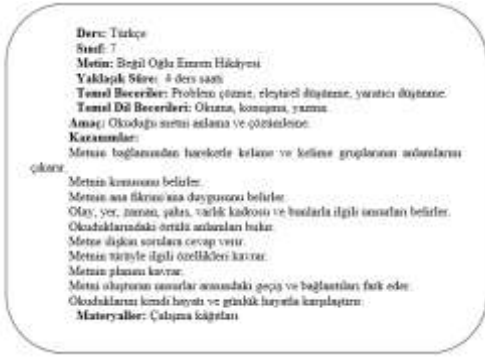 Ders: Türkçe
Sınıf: 7
Metin: Begil Oğlu Emren Hikâyesi
Yaklaşık Süre: 4 ders saati
Temel Beceriler: Problem çözme, eleştirel düşünme, yaratıcı düşünme.
Temel Dil Becerileri: Okuma, konuşma, yazma.
Amaç: Okuduğu metni anlama ve çözümleme.
Kazanımlar:
Metnin bağlamından hareketle kelime ve kelime gruplarının anlamlarını
çıkarır.
Metnin konusunu belirler.
Metnin ana fikrini/ana duygusunu belirler.
Olay, yer, zaman, şahıs, varlık kadrosu ve bunlarla ilgili unsurları belirler.
Okuduklarındaki örtülü anlamları bulur.
Metne ilişkin sorulara cevap verir.
Metnin türüyle ilgili özellikleri kavrar.
Metnin planını kavrar.
Metni oluşturan unsurlar arasındaki geçiş ve bağlantıları fark eder.
Okuduklarını kendi hayatı ve günlük hayatla karşılaştırır.
Materyaller: Çalışma kâğıtları